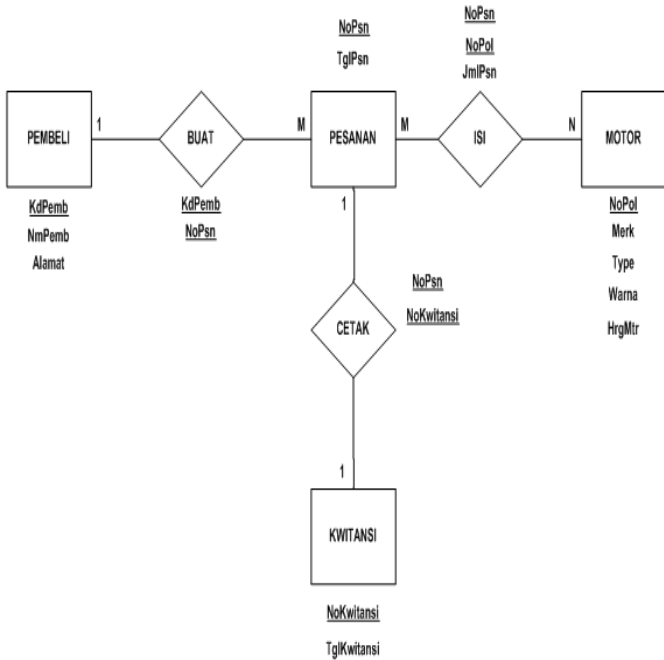 NoPsn
TglPsn
NoPsn
NoPol
JmlPsn
PEMBELI
1
BUAT
M
PESANAN
M
ISI
N
MOTOR
KdPemb
NmPemb
Alamat
KdPemb
NoPsn
1
NoPol
Merk
Type
Warna
HrgMtr
NoPsn
NoKwitansi
CETAK
1
KWITANSI
NoKwitansi
TglKwitansi